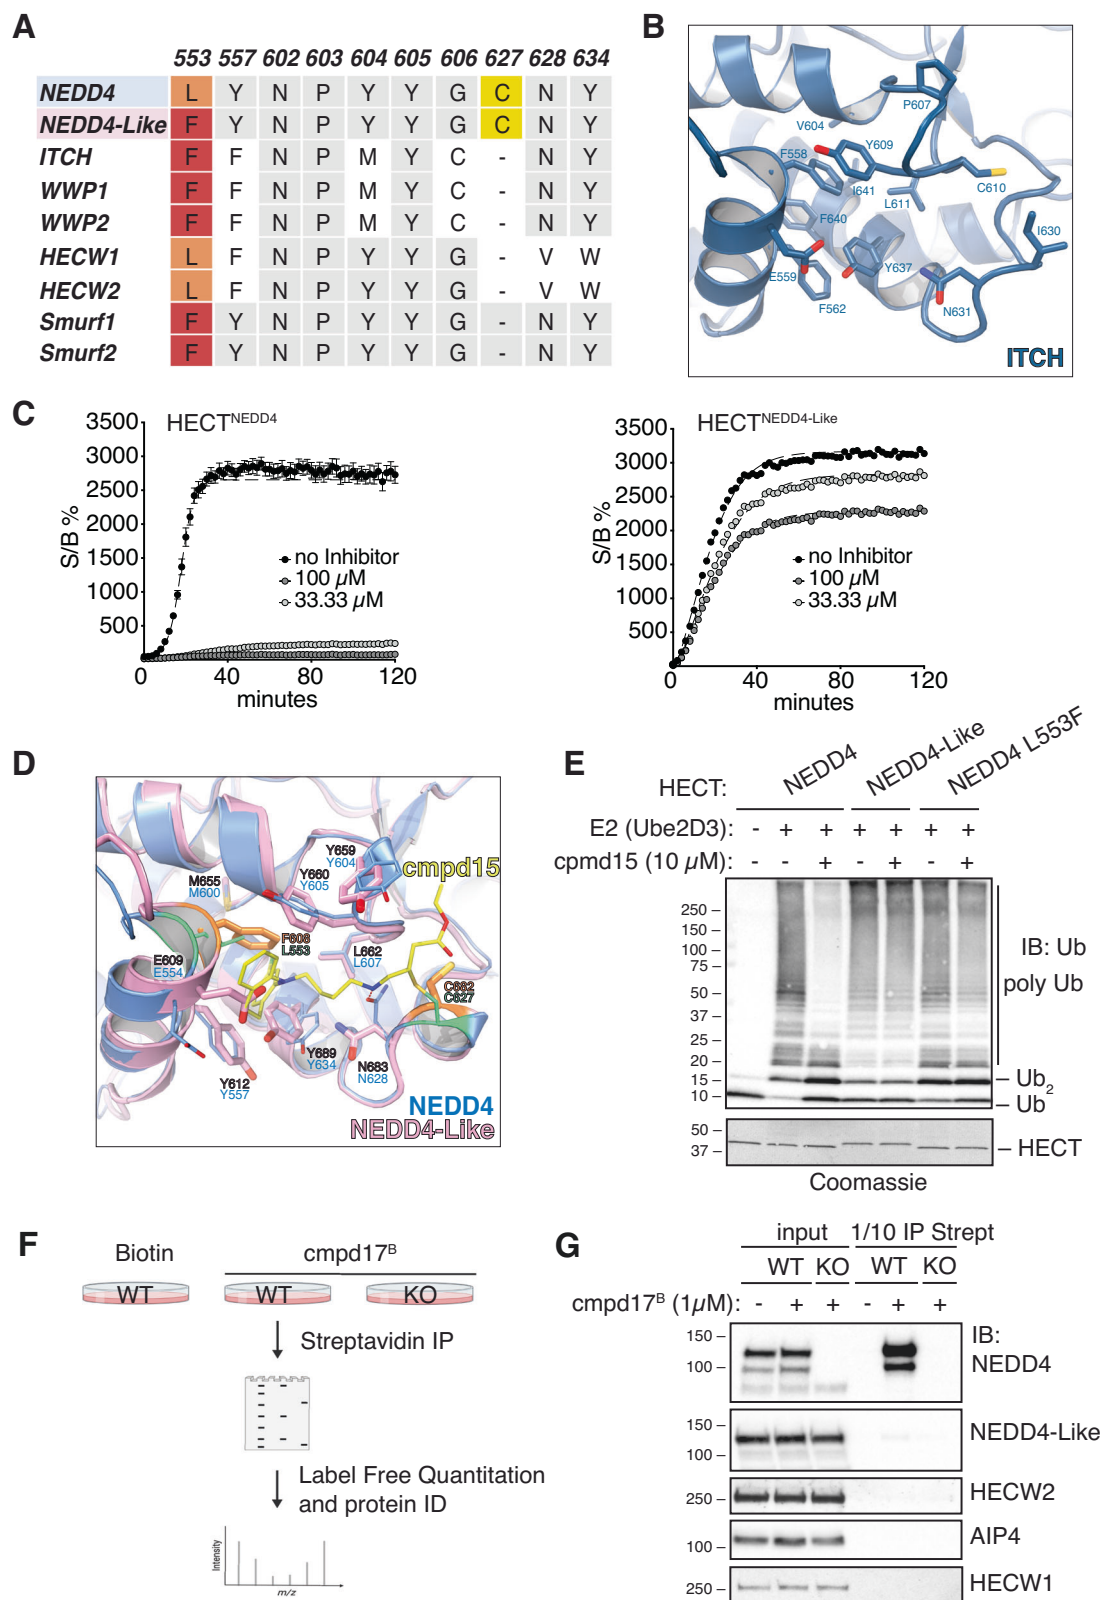 A
553 557 602 603 604 605 606 627 628 634
NEDD4 L Y N P Y Y G C N Y
NEDD4-Like F Y N P Y Y G C N Y
ITCH F F N P M Y C - N Y
WWP1 F F N P M Y C - N Y
WWP2 F F N P M Y C - N Y
HECW1 L F N P Y Y G - V W
HECW2 L F N P Y Y G - V W
Smurf1 F Y N P Y Y G - N Y
Smurf2 F Y N P Y Y G - N Y
B
P607
V604
Y609
F558
C610
I641
L611
F640
I630
E559
Y637
F562
N631
ITCH
C
HECT^NEDD4
S/B %
3500
3000
2500
2000
1500
1000
500
no Inhibitor
100 µM
33.33 µM
0 40 80 120
minutes
HECT^NEDD4-Like
S/B %
3500
3000
2500
2000
1500
1000
500
no Inhibitor
100 µM
33.33 µM
0 40 80 120
minutes
D
Y659
Y604
cmpd15
M655
M600
Y660
Y605
F608
L553
L662
L607
E609
E554
C682
C627
Y689
Y634
N683
N628
Y612
Y557
NEDD4
NEDD4-Like
E
HECT: NEDD4 NEDD4-Like NEDD4 L553F
E2 (Ube2D3): - + + + + + +
cpmd15 (10 µM): - - + - + - +
250
150
100
75
50
37
25
20
15
10
IB: Ub
poly Ub
Ub2
Ub
50
37
HECT
Coomassie
F
Biotin cmpd17^B
WT WT KO
Streptavidin IP
Label Free Quantitation
and protein ID
Intensity
m/z
G
input 1/10 IP Strept
WT KO WT KO
cmpd17^B (1µM): - + + - + +
150
100
IB:
NEDD4
150
100
NEDD4-Like
250
HECW2
100
AIP4
250
HECW1